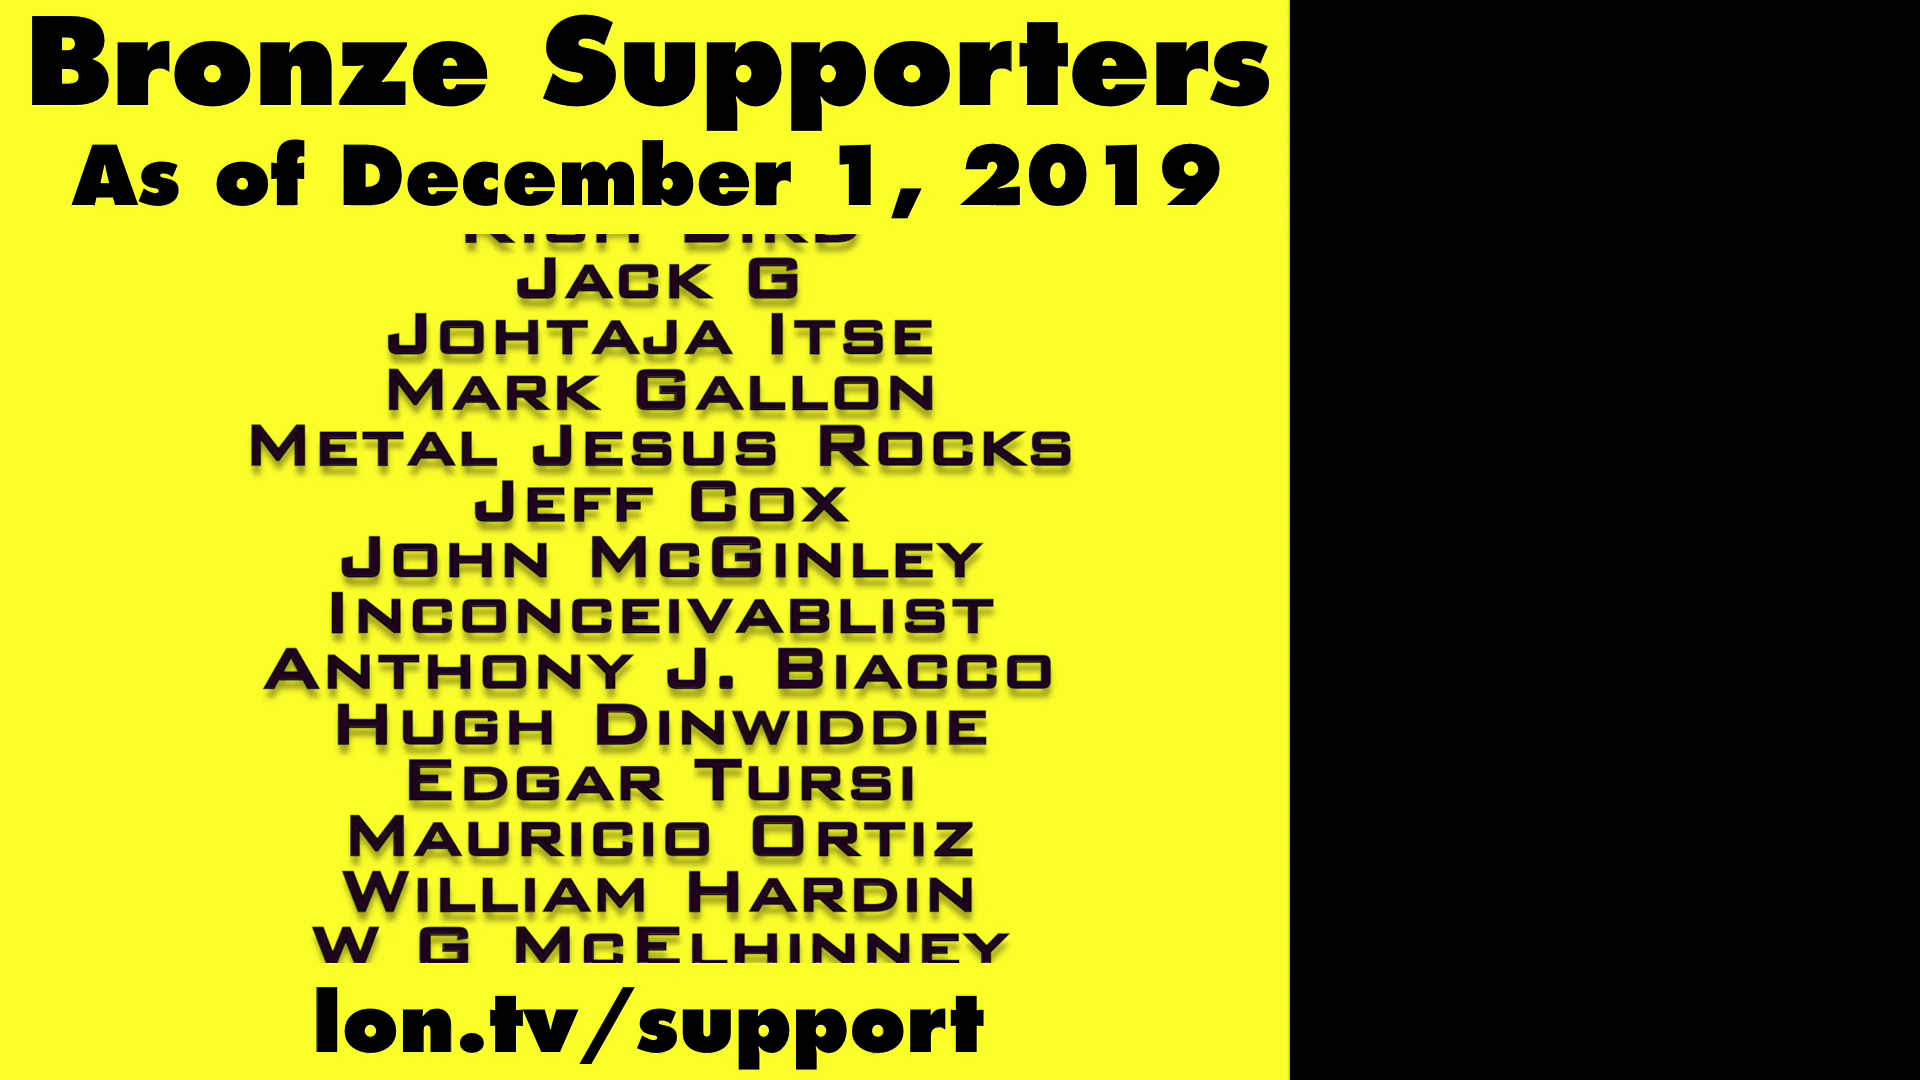 Bronze Supporters
As of December 1, 2019
Jack G
Johtaja Itse
Mark Gallon
Metal Jesus Rocks
Jeff Cox
John McGinley
Inconceivablist
Anthony J. Biacco
Hugh Dinwiddie
Edgar Tursi
Mauricio Ortiz
William Hardin
W G McElhinney
lon.tv/support